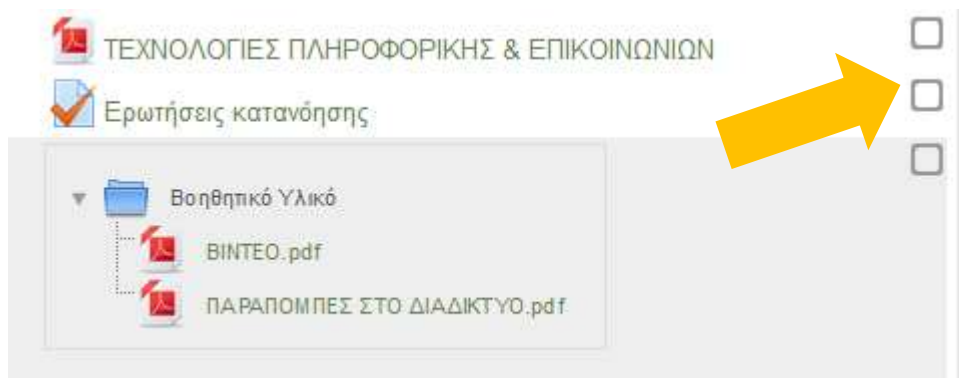 ΤΕΧΝΟΛΟΓΙΕΣ ΠΛΗΡΟΦΟΡΙΚΗΣ & ΕΠΙΚΟΙΝΩΝΙΩΝ
Ερωτήσεις κατανόησης
Βοηθητικό Υλικό
ΒΙΝΤΕΟ.pdf
ΠΑΡΑΠΟΜΠΕΣ ΣΤΟ ΔΙΑΔΙΚΤΥΟ.pdf